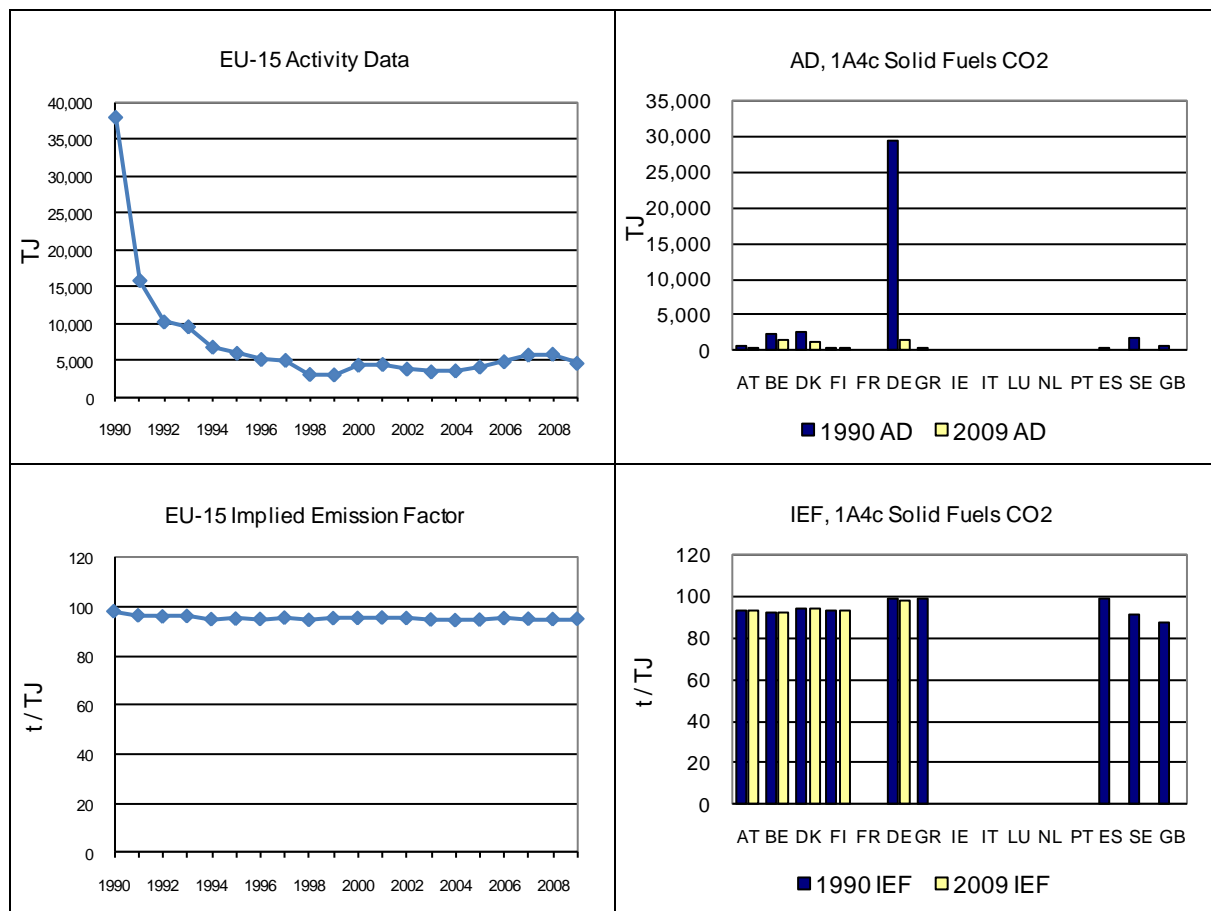 EU-15 Activity Data
40,000
35,000
30,000
25,000
20,000
15,000
10,000
5,000
0
TJ
1990 1992 1994 1996 1998 2000 2002 2004 2006 2008
AD, 1A4c Solid Fuels CO2
35,000
30,000
25,000
20,000
15,000
10,000
5,000
0
TJ
AT BE DK FI FR DE GR IE IT LU NL PT ES SE GB
1990 AD 2009 AD
EU-15 Implied Emission Factor
120
100
80
60
40
20
0
t / TJ
1990 1992 1994 1996 1998 2000 2002 2004 2006 2008
IEF, 1A4c Solid Fuels CO2
120
100
80
60
40
20
0
t / TJ
AT BE DK FI FR DE GR IE IT LU NL PT ES SE GB
1990 IEF 2009 IEF